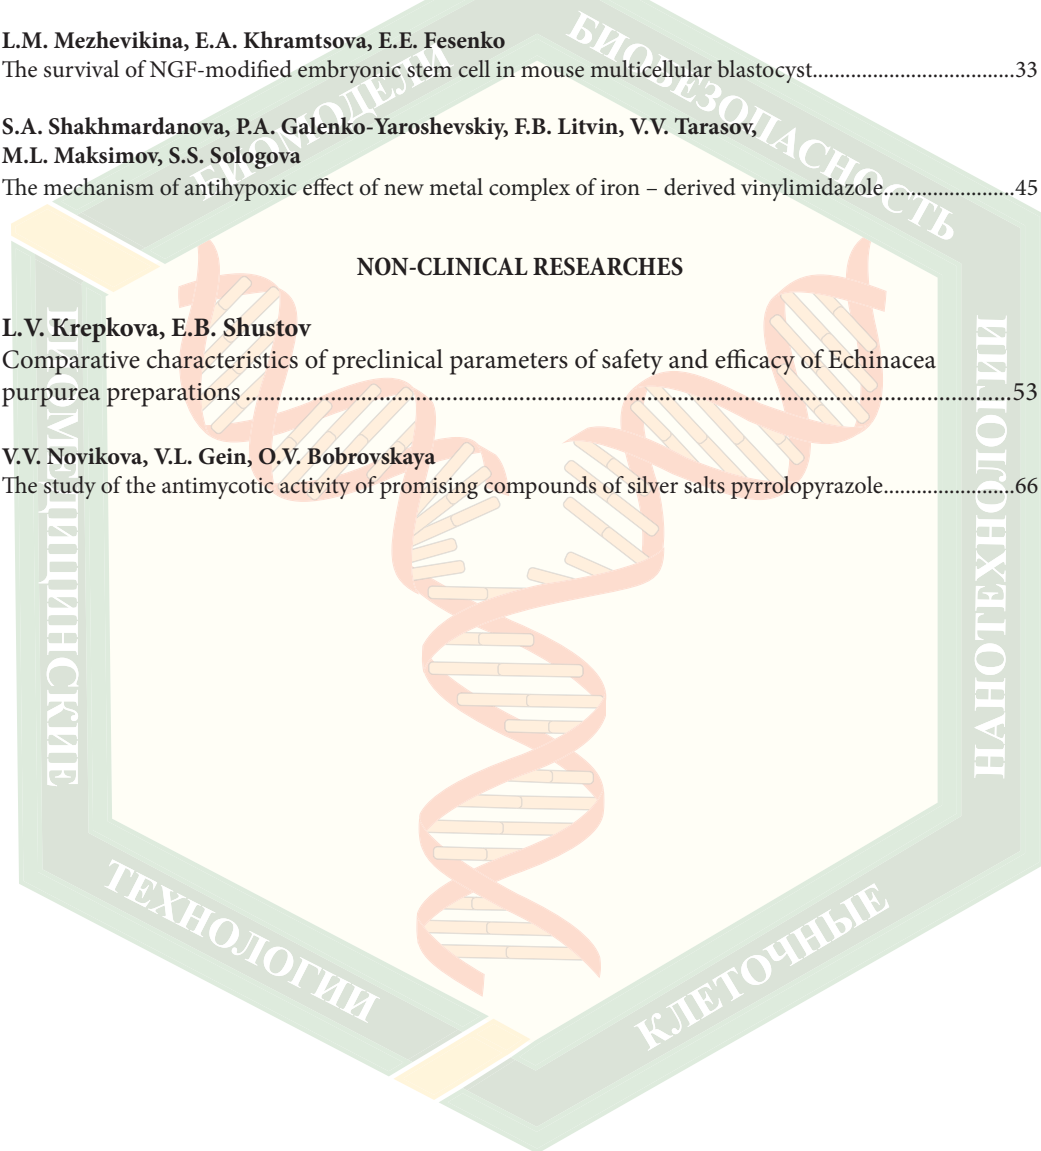 L.M. Mezhevikina, E.A. Khramtsova, E.E. Fesenko
The survival of NGF-modified embryonic stem cell in mouse multicellular blastocyst................................33
S.A. Shakhmardanova, P.A. Galenko-Yaroshevskiy, F.B. Litvin, V.V. Tarasov,
M.L. Maksimov, S.S. Sologova
The mechanism of antihypoxic effect of new metal complex of iron – derived vinylimidazole.....................45
NON-CLINICAL RESEARCHES
L.V. Krepkova, E.B. Shustov
Comparative characteristics of preclinical parameters of safety and efficacy of Echinacea
purpurea preparations ........................................................................................................................53
V.V. Novikova, V.L. Gein, O.V. Bobrovskaya
The study of the antimycotic activity of promising compounds of silver salts pyrrolopyrazole.....................66
БИОМОДЕЛИ
БИОБЕЗОПАСНОСТЬ
БИОМЕДИЦИНСКИЕ
ТЕХНОЛОГИИ
КЛЕТОЧНЫЕ
НАНОТЕХНОЛОГИИ